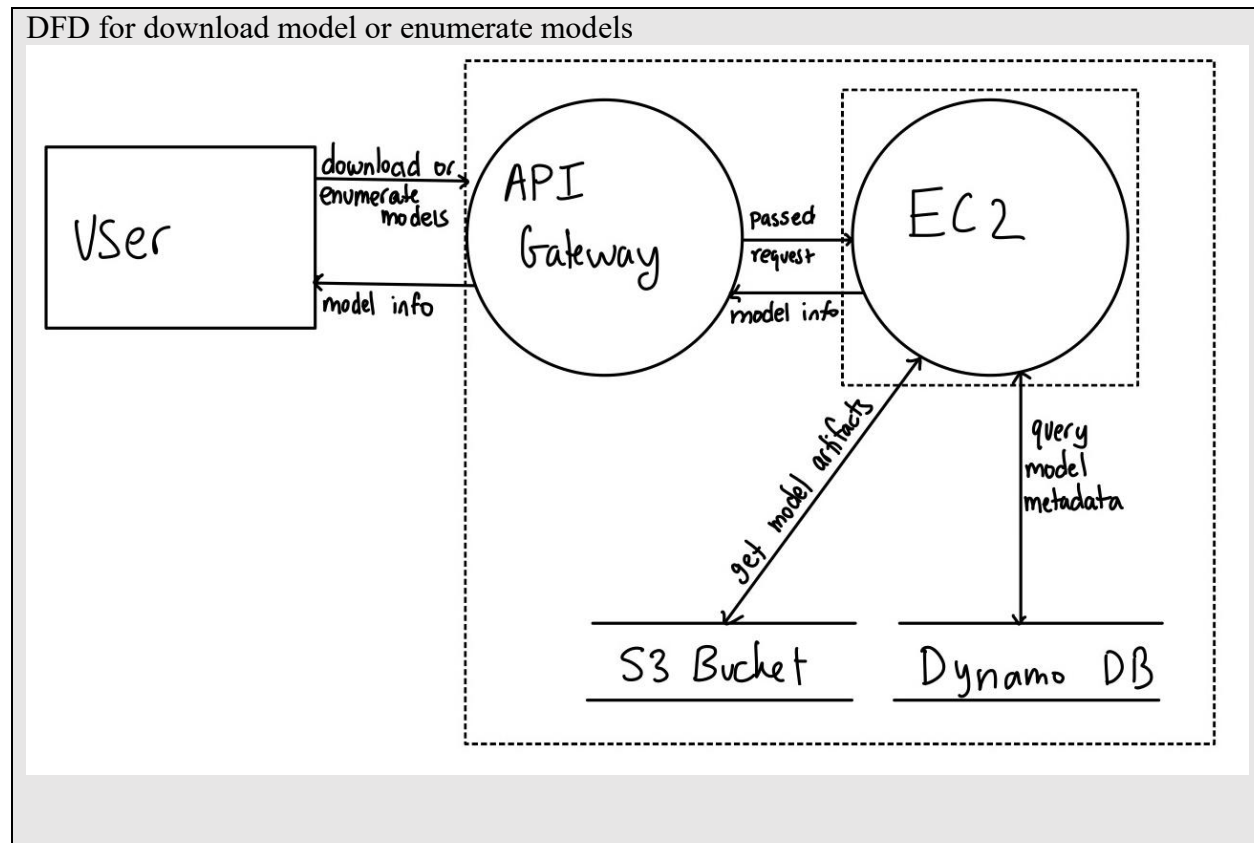 DFD for download model or enumerate models
User
download or
enumerate
models
model info
API
Gateway
passed
request
model info
EC2
get model artifacts
query
model
metadata
S3 Bucket
Dynamo DB